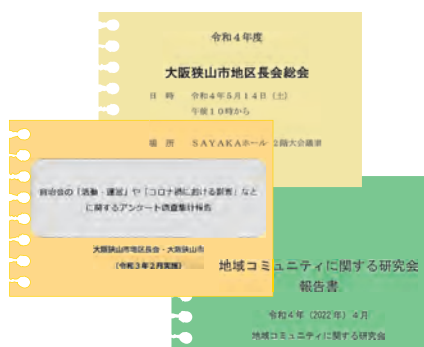 令和４年度
大阪狭山市地区長会総会
日 時 令和４年５月１４日（土）
午前１０時から
場 所 ＳＡＹＡＫＡホール ２階大会議室
自治会の「活動・運営」や「コロナ禍における影響」など
に関するアンケート調査集計報告
大阪狭山市地区長会・大阪狭山市
（令和３年２月実施）
地域コミュニティに関する研究会
報告書
令和４年（2022年）４月
地域コミュニティに関する研究会